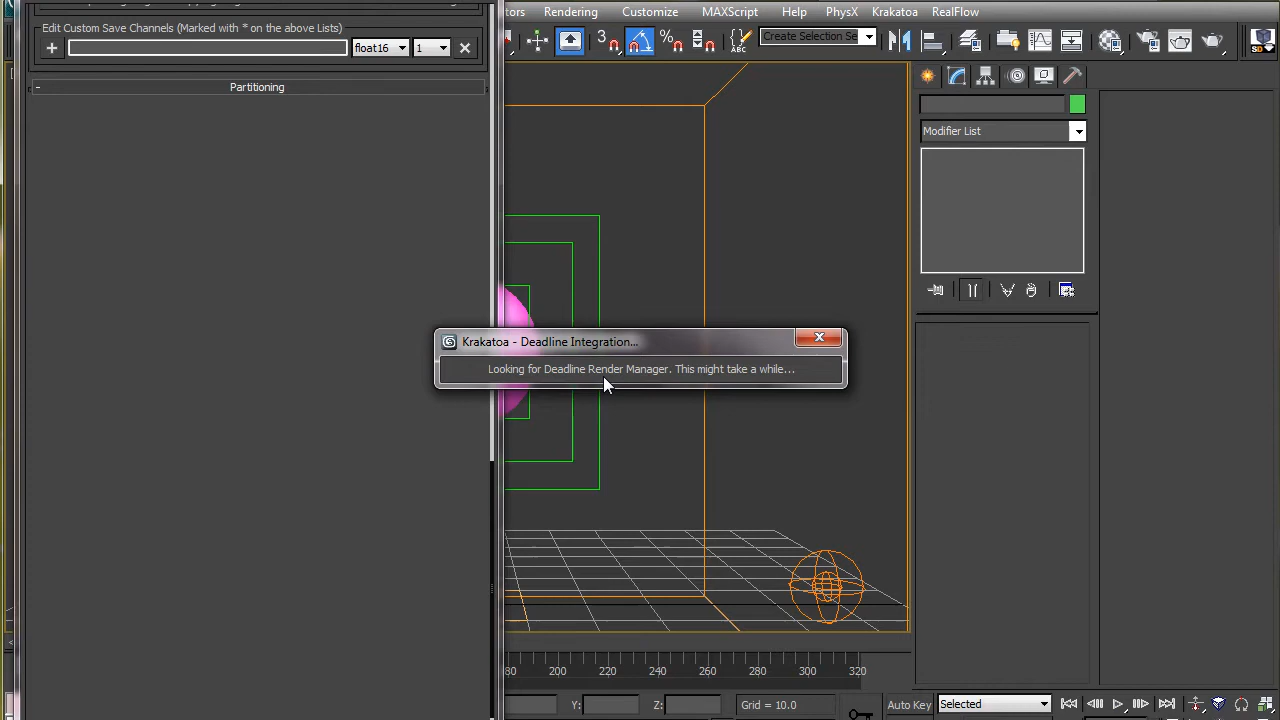 tors Rendering Customize MAXScript Help PhysX Krakatoa RealFlow
Edit Custom Save Channels (Marked with * on the above Lists)
+ float16 1
3 % ABC Create Selection Se
- Partitioning
Modifier List
Krakatoa - Deadline Integration...
Looking for Deadline Render Manager. This might take a while...
200 220 240 260 280 300 320
Y: Z: Grid = 10.0 Auto Key Selected